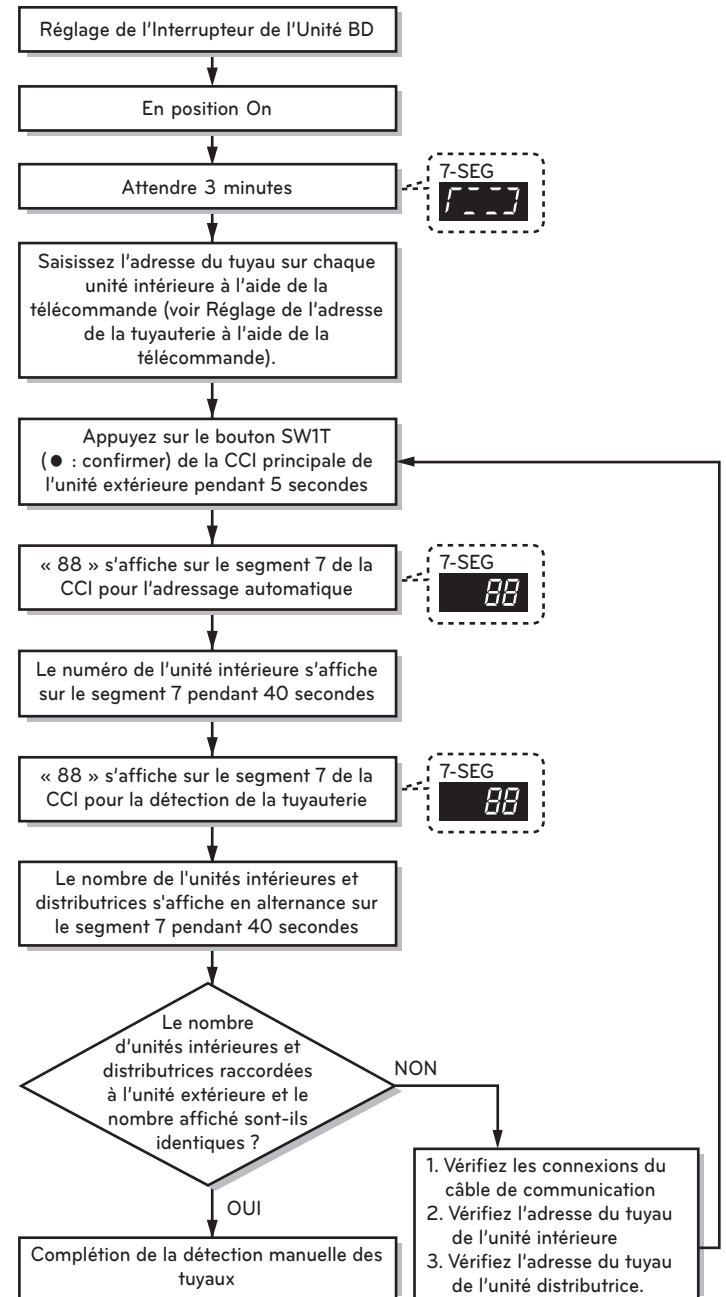 Réglage de l'Interrupteur de l'Unité BD
En position On
Attendre 3 minutes
7-SEG
Saisissez l'adresse du tuyau sur chaque
unité intérieure à l'aide de la
télécommande (voir Réglage de l'adresse
de la tuyauterie à l'aide de la
télécommande).
Appuyez sur le bouton SW1T
(● : confirmer) de la CCI principale de
l'unité extérieure pendant 5 secondes
« 88 » s'affiche sur le segment 7 de la
CCI pour l'adressage automatique
7-SEG
88
Le numéro de l'unité intérieure s'affiche
sur le segment 7 pendant 40 secondes
« 88 » s'affiche sur le segment 7 de la
CCI pour la détection de la tuyauterie
7-SEG
88
Le nombre de l'unités intérieures et
distributrices s'affiche en alternance sur
le segment 7 pendant 40 secondes
Le nombre
d'unités intérieures et
distributrices raccordées
à l'unité extérieure et le
nombre affiché sont-ils
identiques ?
NON
1. Vérifiez les connexions du
câble de communication
2. Vérifiez l'adresse du tuyau
de l'unité intérieure
3. Vérifiez l'adresse du tuyau
de l'unité distributrice.
OUI
Complétion de la détection manuelle des
tuyaux